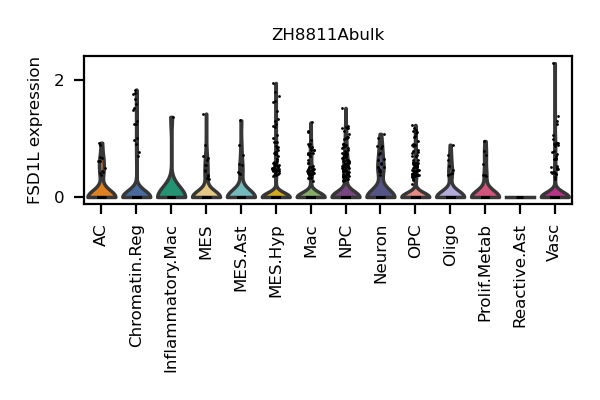 ZH8811Abulk
FSD1L expression
2
0
AC
Chromatin.Reg
Inflammatory.Mac
MES
MES.Ast
MES.Hyp
Mac
NPC
Neuron
OPC
Oligo
Prolif.Metab
Reactive.Ast
Vasc